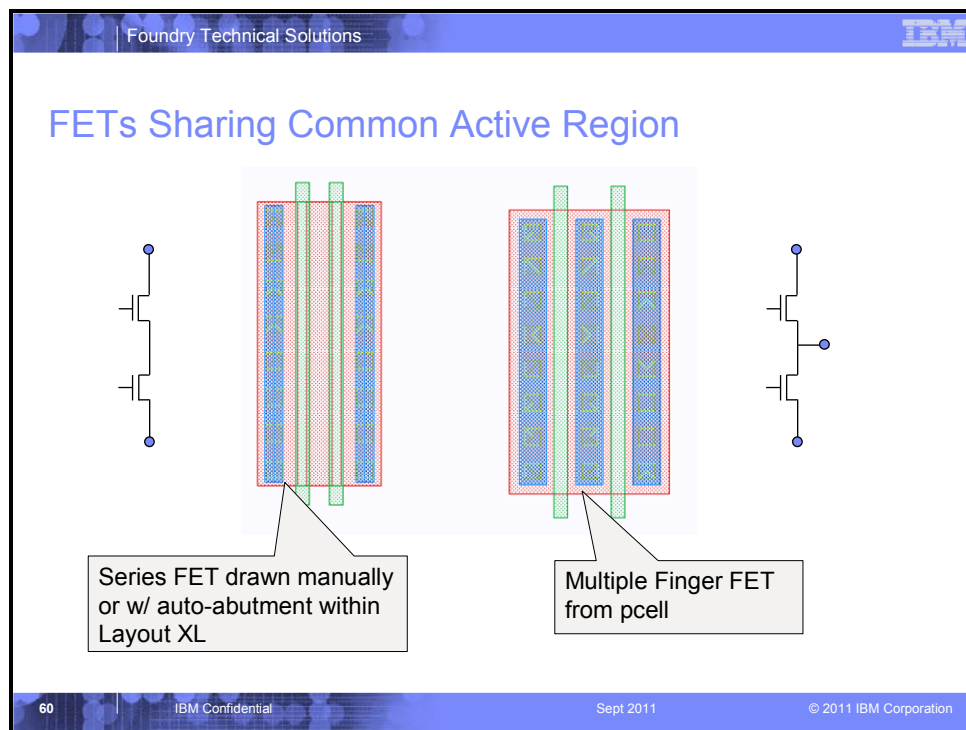 Foundry Technical Solutions
IBM
FETs Sharing Common Active Region
Series FET drawn manually
or w/ auto-abutment within
Layout XL
Multiple Finger FET
from pcell
60
IBM Confidential
Sept 2011
© 2011 IBM Corporation